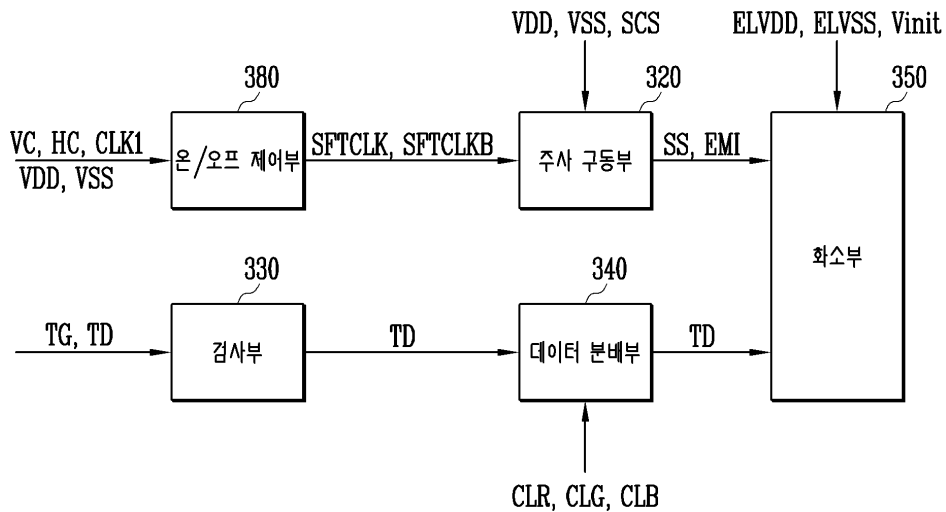 VDD, VSS, SCS
ELVDD, ELVSS, Vinit
380
320
350
VC, HC, CLK1
VDD, VSS
온/오프 제어부
SFTCLK, SFTCLKB
주사 구동부
SS, EMI
화소부
330
340
TG, TD
검사부
TD
데이터 분배부
TD
CLR, CLG, CLB